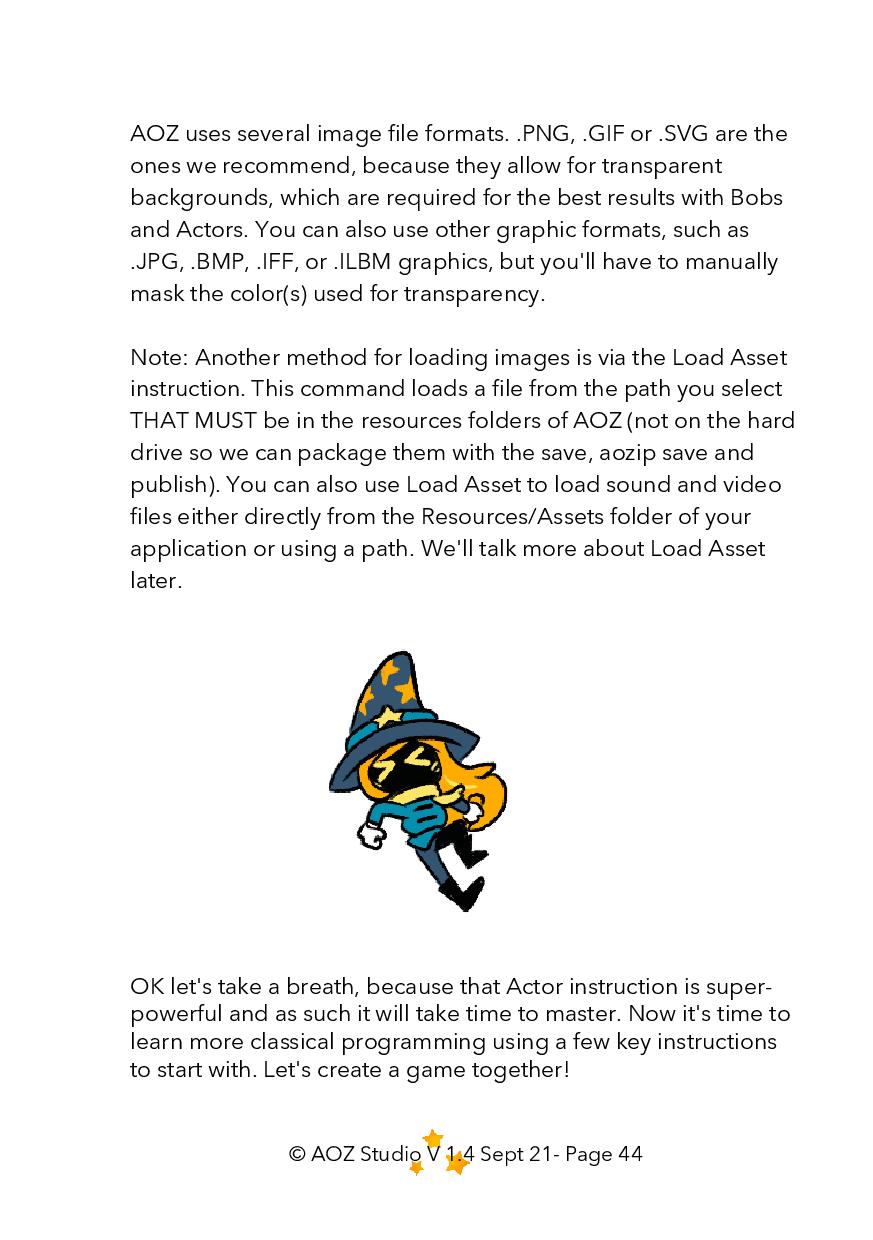 AOZ uses several image file formats. .PNG, .GIF or .SVG are the
ones we recommend, because they allow for transparent
backgrounds, which are required for the best results with Bobs
and Actors. You can also use other graphic formats, such as
.JPG, .BMP, .IFF, or .ILBM graphics, but you'll have to manually
mask the color(s) used for transparency.
Note: Another method for loading images is via the Load Asset
instruction. This command loads a file from the path you select
THAT MUST be in the resources folders of AOZ (not on the hard
drive so we can package them with the save, aozip save and
publish). You can also use Load Asset to load sound and video
files either directly from the Resources/Assets folder of your
application or using a path. We'll talk more about Load Asset
later.
OK let's take a breath, because that Actor instruction is super-
powerful and as such it will take time to master. Now it's time to
learn more classical programming using a few key instructions
to start with. Let's create a game together!
© AOZ Studio V 1.4 Sept 21- Page 44